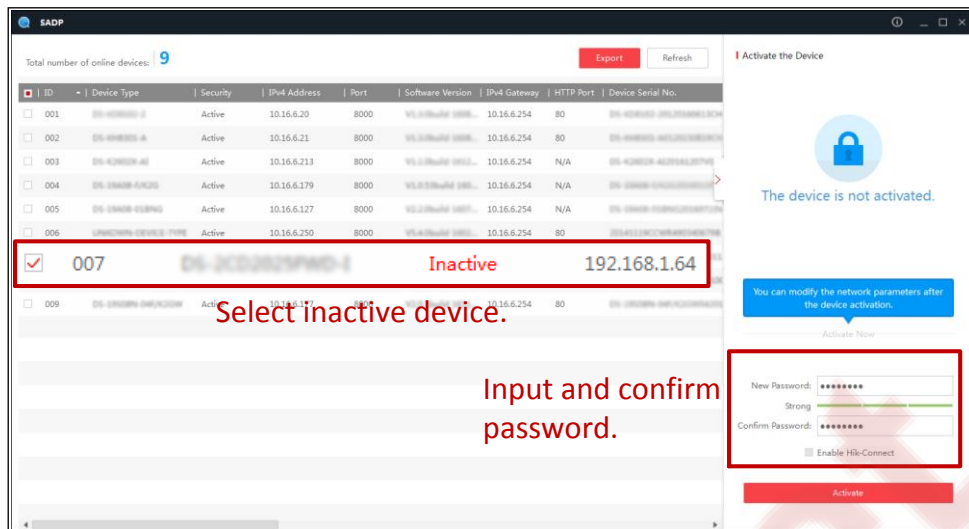 SADP
Total number of online devices: 9
Export
Refresh
ID | Device Type | Security | IPv4 Address | Port | Software Version | IPv4 Gateway | HTTP Port | Device Serial No.
001 Active 10.16.6.20 8000 10.16.6.254 80
002 Active 10.16.6.21 8000 10.16.6.254 80
003 Active 10.16.6.213 8000 10.16.6.254 N/A
004 Active 10.16.6.179 8000 10.16.6.254 N/A
005 Active 10.16.6.127 8000 10.16.6.254 N/A
006 Active 10.16.6.250 8000 10.16.6.254 80
007 Inactive 192.168.1.64
009 Active 8000 10.16.6.254 80
Select inactive device.
Input and confirm
password.
Activate the Device
The device is not activated.
You can modify the network parameters after
the device activation.
Activate Now
New Password:
Strong
Confirm Password:
Enable Hik-Connect
Activate